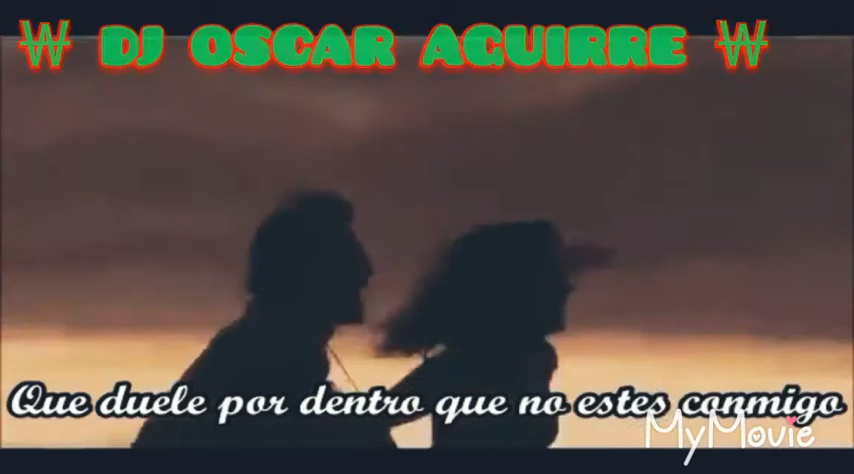 ₩ DJ OSCAR AGUIRRE ₩
Que duele por dentro que no estes conmigo
MyMovie